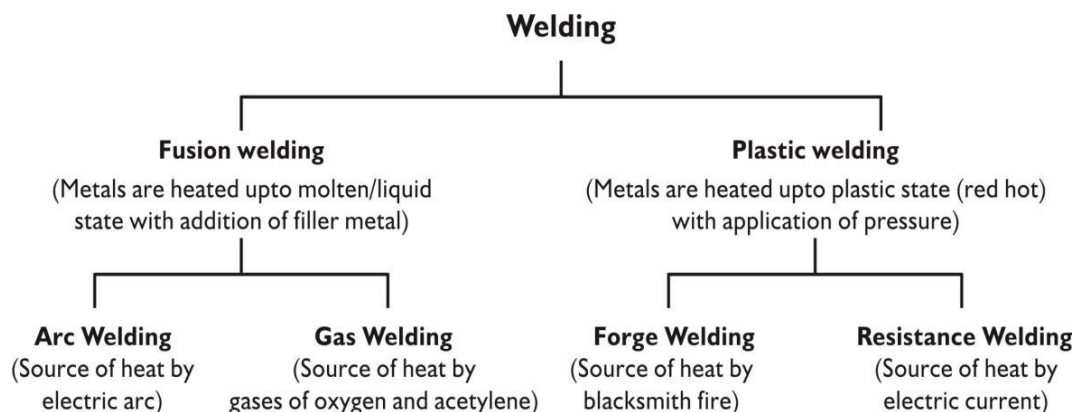 Welding
Fusion welding
(Metals are heated upto molten/liquid
state with addition of filler metal)
Plastic welding
(Metals are heated upto plastic state (red hot)
with application of pressure)
Arc Welding
(Source of heat by
electric arc)
Gas Welding
(Source of heat by
gases of oxygen and acetylene)
Forge Welding
(Source of heat by
blacksmith fire)
Resistance Welding
(Source of heat by
electric current)